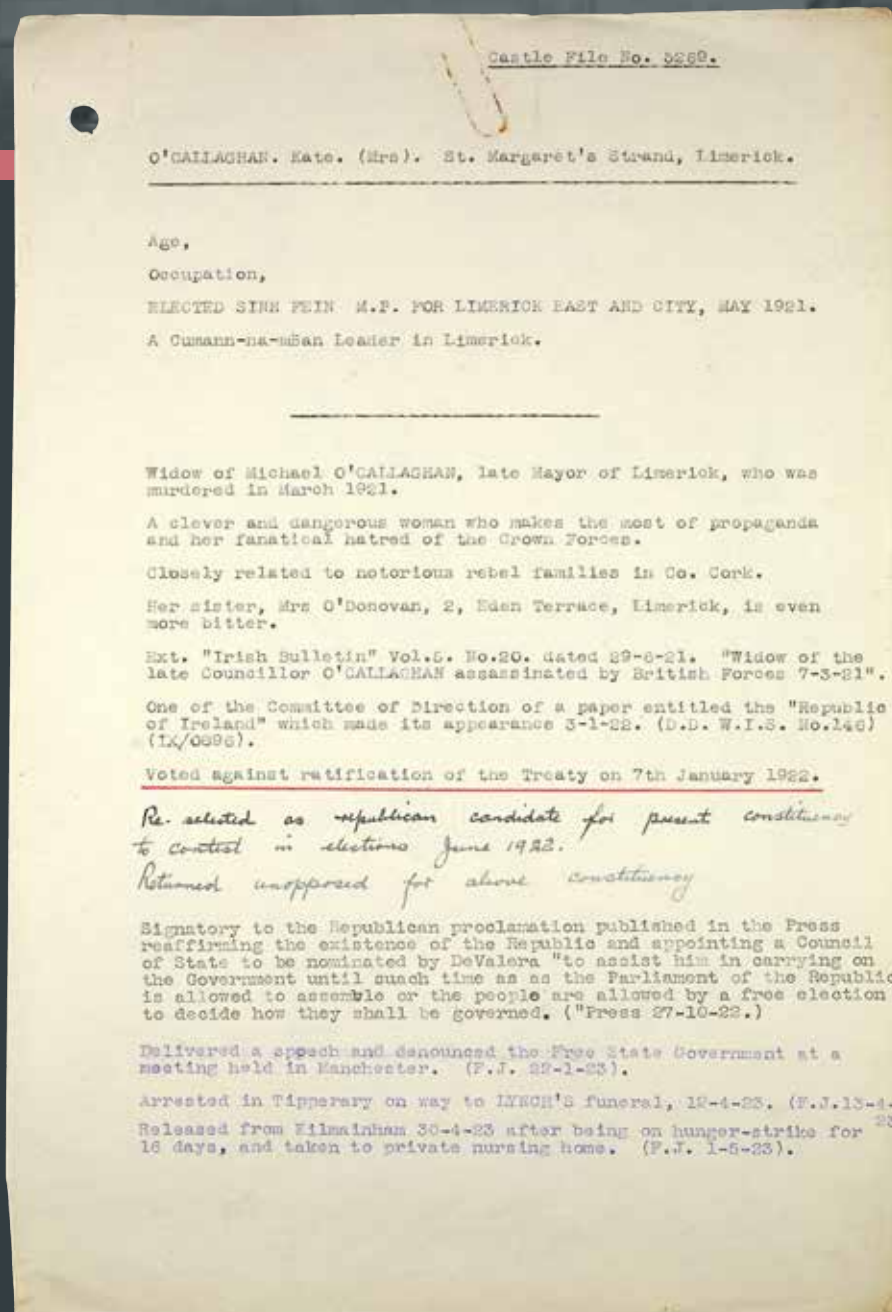 Castle File No. 5269.
O'CALLAGHAN. Kate. (Mrs). St. Margaret's Strand, Limerick.
Age,
Occupation,
ELECTED SINN FEIN M.P. FOR LIMERICK EAST AND CITY, MAY 1921.
A Cumann-na-mBan Leader in Limerick.
Widow of Michael O'CALLAGHAN, late Mayor of Limerick, who was
murdered in March 1921.
A clever and dangerous woman who makes the most of propaganda
and her fanatical hatred of the Crown Forces.
Closely related to notorious rebel families in Co. Cork.
Her sister, Mrs O'Donovan, 2, Eden Terrace, Limerick, is even
more bitter.
Ext. "Irish Bulletin" Vol.5. No.20. dated 29-6-21. "Widow of the
late Councillor O'CALLAGHAN assassinated by British Forces 7-3-21".
One of the Committee of Direction of a paper entitled the "Republic
of Ireland" which made its appearance 3-1-22. (D.D. W.I.S. No.146)
(IX/0896).
Voted against ratification of the Treaty on 7th January 1922.
Re-selected as republican candidate for present constituency
to contest in elections June 1922.
Returned unopposed for above constituency
Signatory to the Republican proclamation published in the Press
reaffirming the existence of the Republic and appointing a Council
of State to be nominated by DeValera "to assist him in carrying on
the Government until suach time as as the Parliament of the Republic
is allowed to assemble or the people are allowed by a free election
to decide how they shall be governed. ("Press 27-10-22.)
Delivered a speech and denounced the Free State Government at a
meeting held in Manchester. (F.J. 22-1-23).
Arrested in Tipperary on way to LYNCH'S funeral, 12-4-23. (F.J.13-4-
23
Released from Kilmainham 30-4-23 after being on hunger-strike for
16 days, and taken to private nursing home. (F.J. 1-5-23).